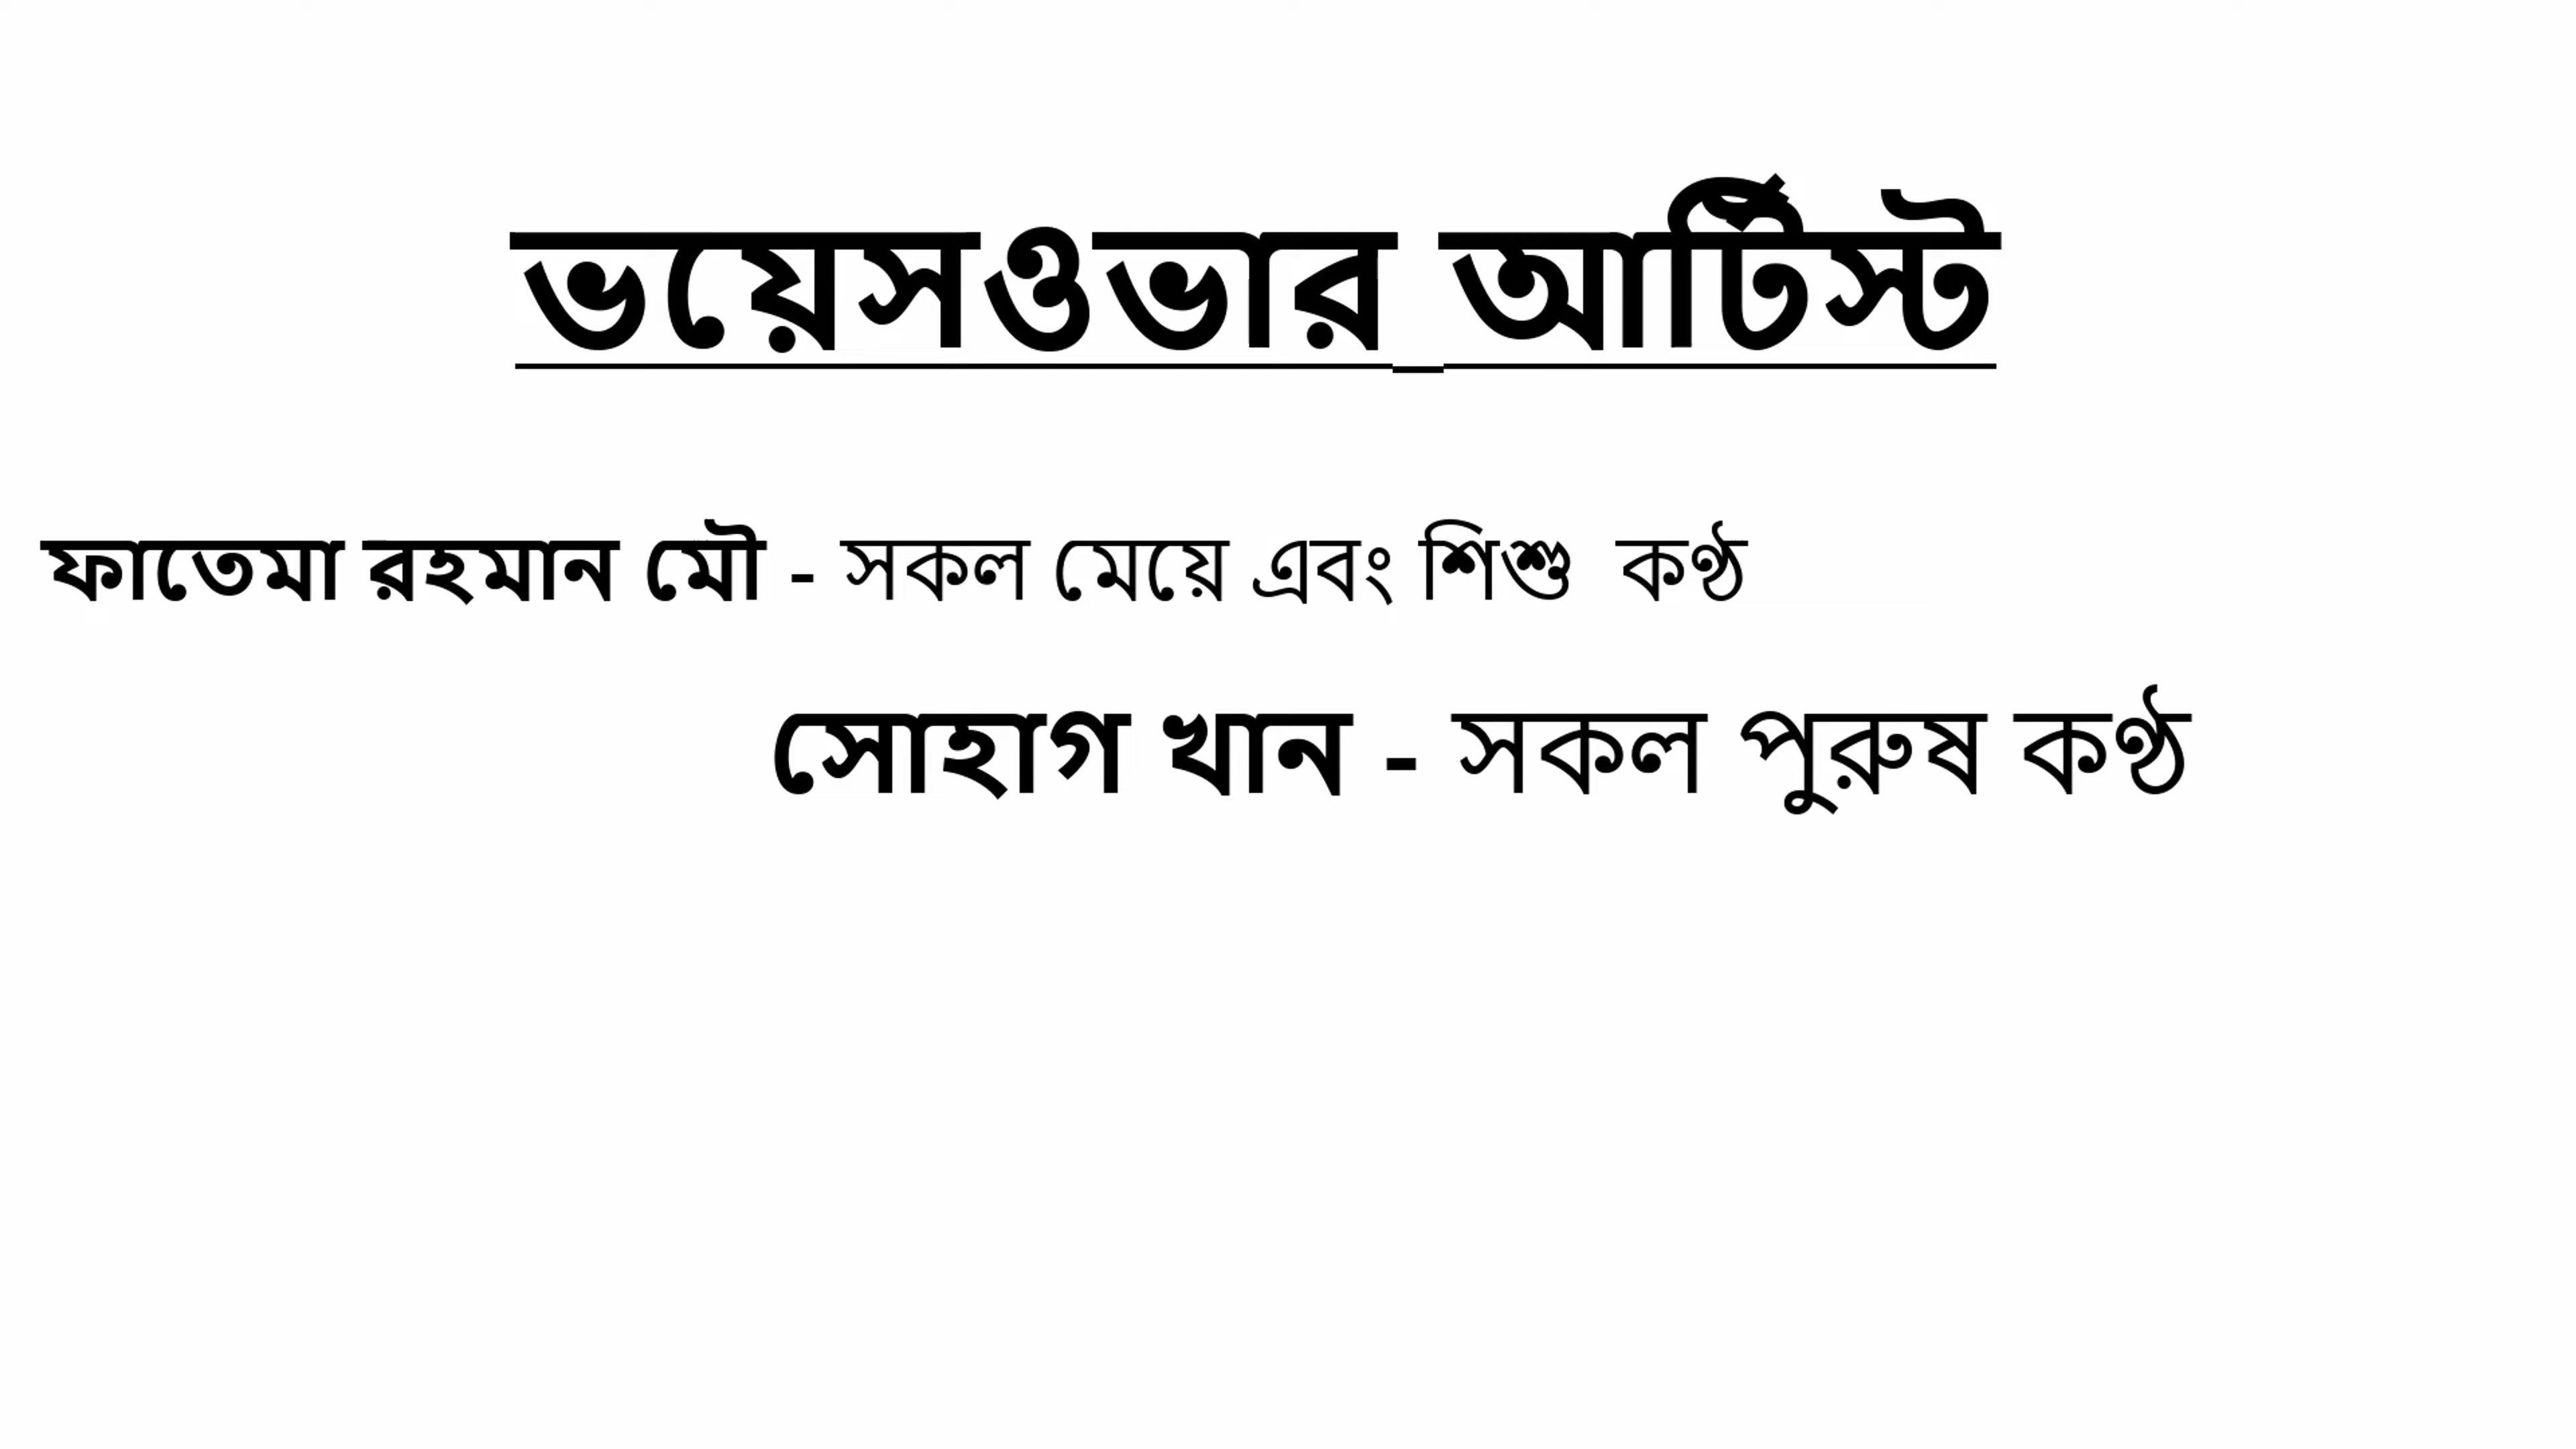 ভয়েসওভার আর্টিস্ট
ফাতেমা রহমান মৌ - সকল মেয়ে এবং শিশু কণ্ঠ
সোহাগ খান - সকল পুরুষ কণ্ঠ